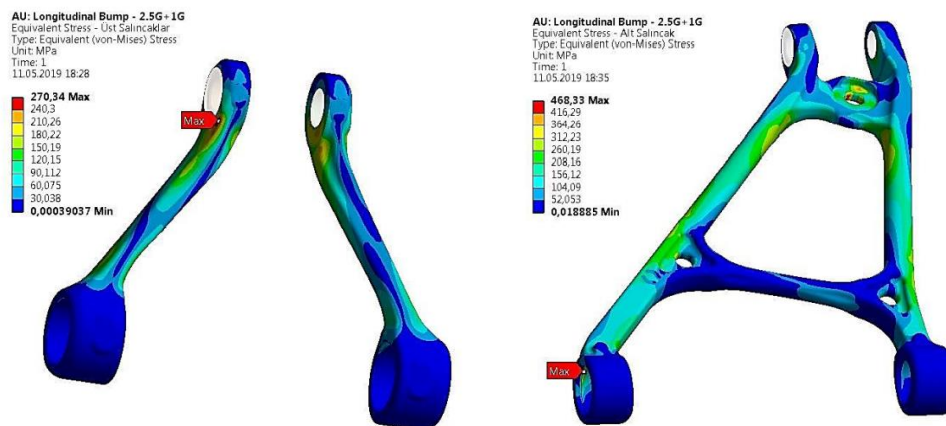 AU: Longitudinal Bump - 2.5G+1G
Equivalent Stress - Üst Salıncaklar
Type: Equivalent (von-Mises) Stress
Unit: MPa
Time: 1
11.05.2019 18:28
270,34 Max
240,3
210,26
180,22
150,19
120,15
90,112
60,075
30,038
0,00039037 Min
Max
AU: Longitudinal Bump - 2.5G+1G
Equivalent Stress - Alt Salıncak
Type: Equivalent (von-Mises) Stress
Unit: MPa
Time: 1
11.05.2019 18:35
468,33 Max
416,29
364,26
312,23
260,19
208,16
156,12
104,09
52,053
0,018885 Min
Max